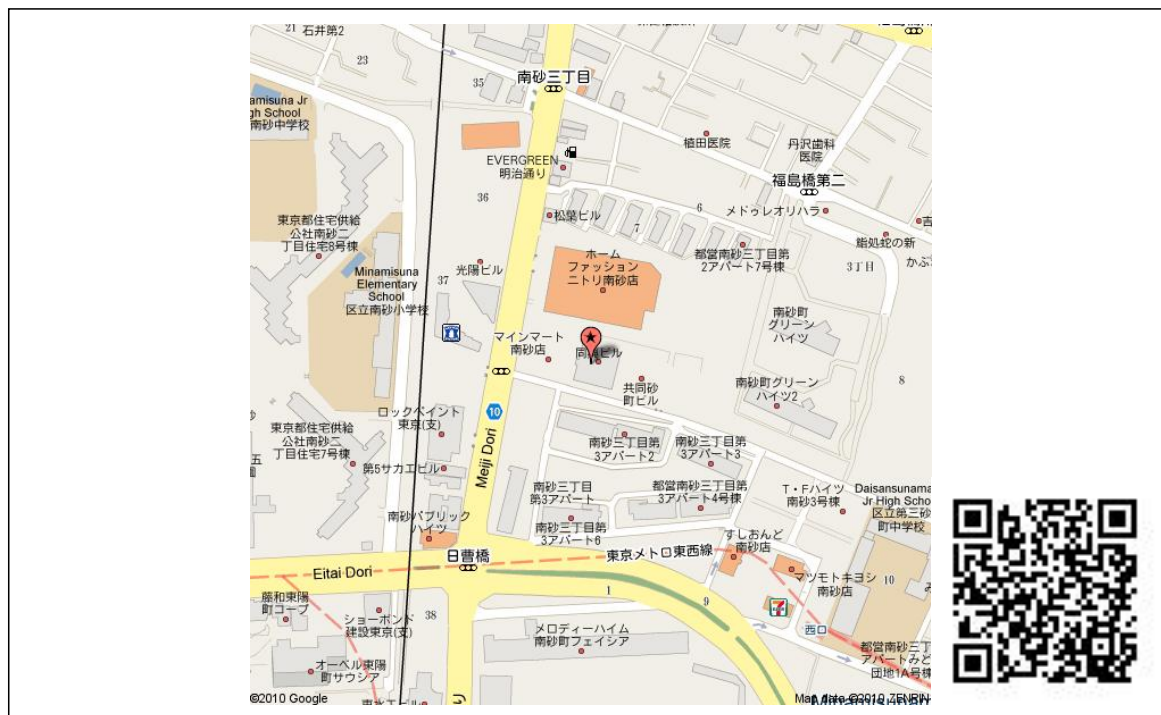 21
石井第2
23
35
南砂三丁目
amisuna Jr
gh School
南砂中学校
植田医院
丹沢歯科
医院
EVERGREEN
明治通り
福島橋第二
36
6
メドゥレオリハラ
松葉ビル
7
吉
東京都住宅供給
公社南砂二
丁目住宅8号棟
鮨処蛇の新
都営南砂三丁目第
2アパート7号棟
ホーム
ファッション
ニトリ南砂店
かぶ
3丁目
光陽ビル
Minamisuna
Elementary
School
区立南砂小学校
37
南砂町
グリーン
ハイツ
マインマート
南砂店
共同砂
町ビル
南砂町グリーン
ハイツ2
8
10
ロックペイント
東京(支)
Meiji Dori
東京都住宅供給
公社南砂二
丁目住宅7号棟
五
南砂三丁目第
3アパート2
南砂三丁目第
3アパート3
第5サカエビル
南砂三丁目
第3アパート
都営南砂三丁目第
3アパート4号棟
T・Fハイツ
南砂3号棟
Daisansunama
Jr High Schoo
区立第三砂
町中学校
南砂パブリック
ハイツ
南砂三丁目第
3アパート6
すしおんど
南砂店
日曹橋
東京メトロ東西線
Eitai Dori
マツモトキヨシ
南砂店
10
み
藤和東陽
町コープ
38
1
9
ショーボンド
建設東京(支)
メロディーハイム
南砂町フェイシア
西口
都営南砂三丁
アパートみど
団地1A号棟
オーベル東陽
町サウシア
©2010 Google
Map data ©2010 ZENRIN